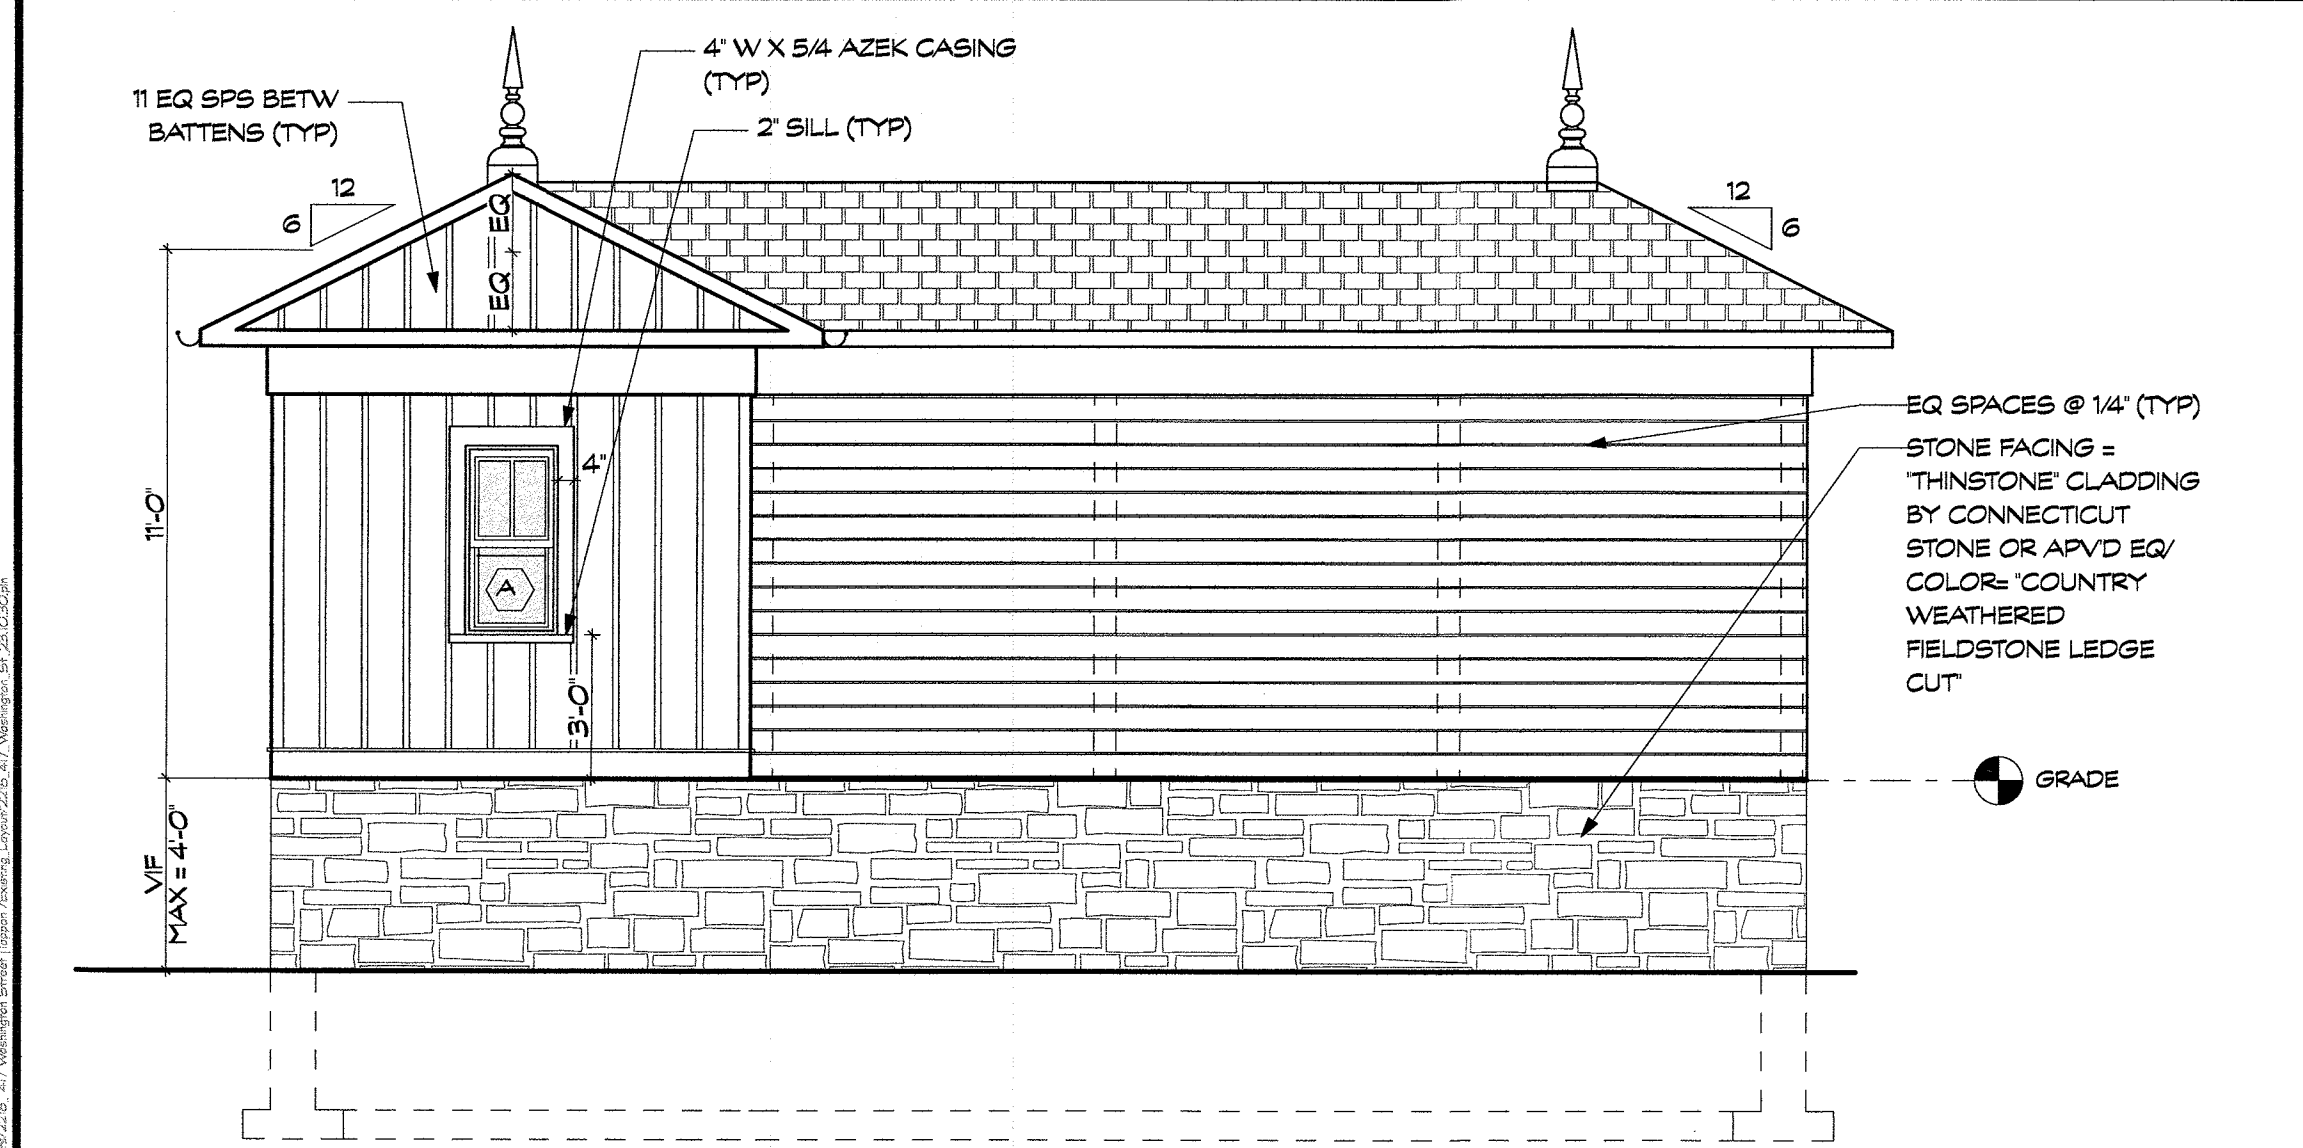 4" W X 5/4 AZEK CASING
(TYP)
11 EQ SPS BETW
BATTENS (TYP)
2" SILL (TYP)
12
6
EQ
EQ
12
6
11'-0"
4"
A
3'-0"
EQ SPACES @ 1/4" (TYP)
STONE FACING =
"THINSTONE" CLADDING
BY CONNECTICUT
STONE OR APV'D EQ/
COLOR= "COUNTRY
WEATHERED
FIELDSTONE LEDGE
CUT"
GRADE
VIF
MAX = 4'-0"